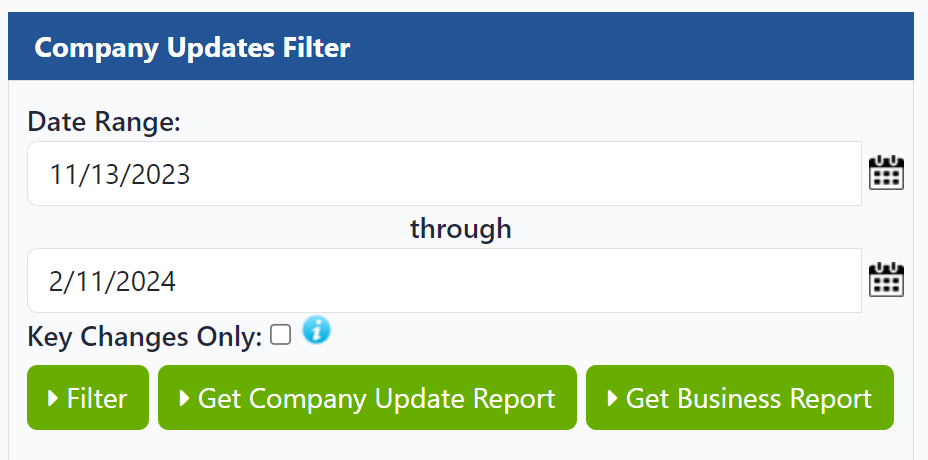 Company Updates Filter
Date Range:
11/13/2023
through
2/11/2024
Key Changes Only:
Filter Get Company Update Report Get Business Report